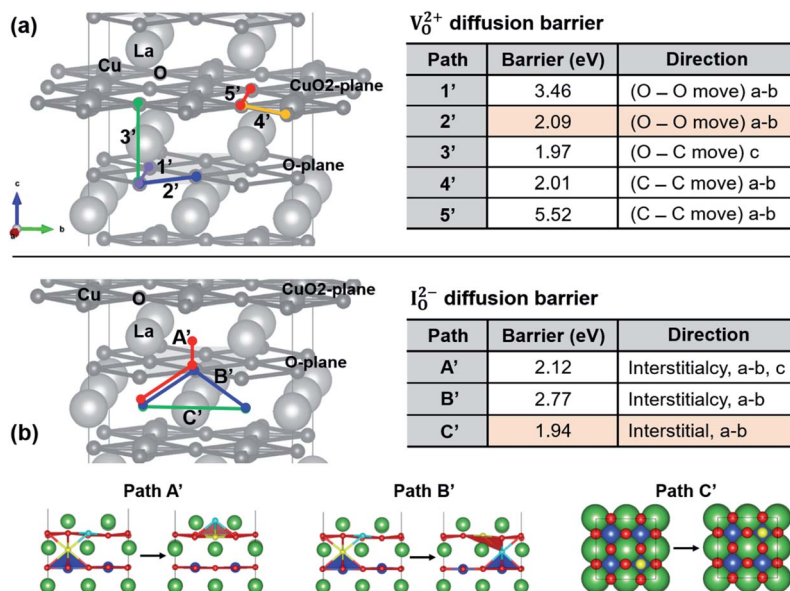 (a)
La
Cu
O
CuO2-plane
5'
4'
3'
1'
O-plane
2'
c
a
b
V_O^{2+} diffusion barrier
Path Barrier (eV) Direction
1' 3.46 (O – O move) a-b
2' 2.09 (O – O move) a-b
3' 1.97 (O – C move) c
4' 2.01 (C – C move) a-b
5' 5.52 (C – C move) a-b
Cu
O
CuO2-plane
La
A'
O-plane
B'
C'
(b)
I_O^{2−} diffusion barrier
Path Barrier (eV) Direction
A' 2.12 Interstitialcy, a-b, c
B' 2.77 Interstitialcy, a-b
C' 1.94 Interstitial, a-b
Path A'
Path B'
Path C'